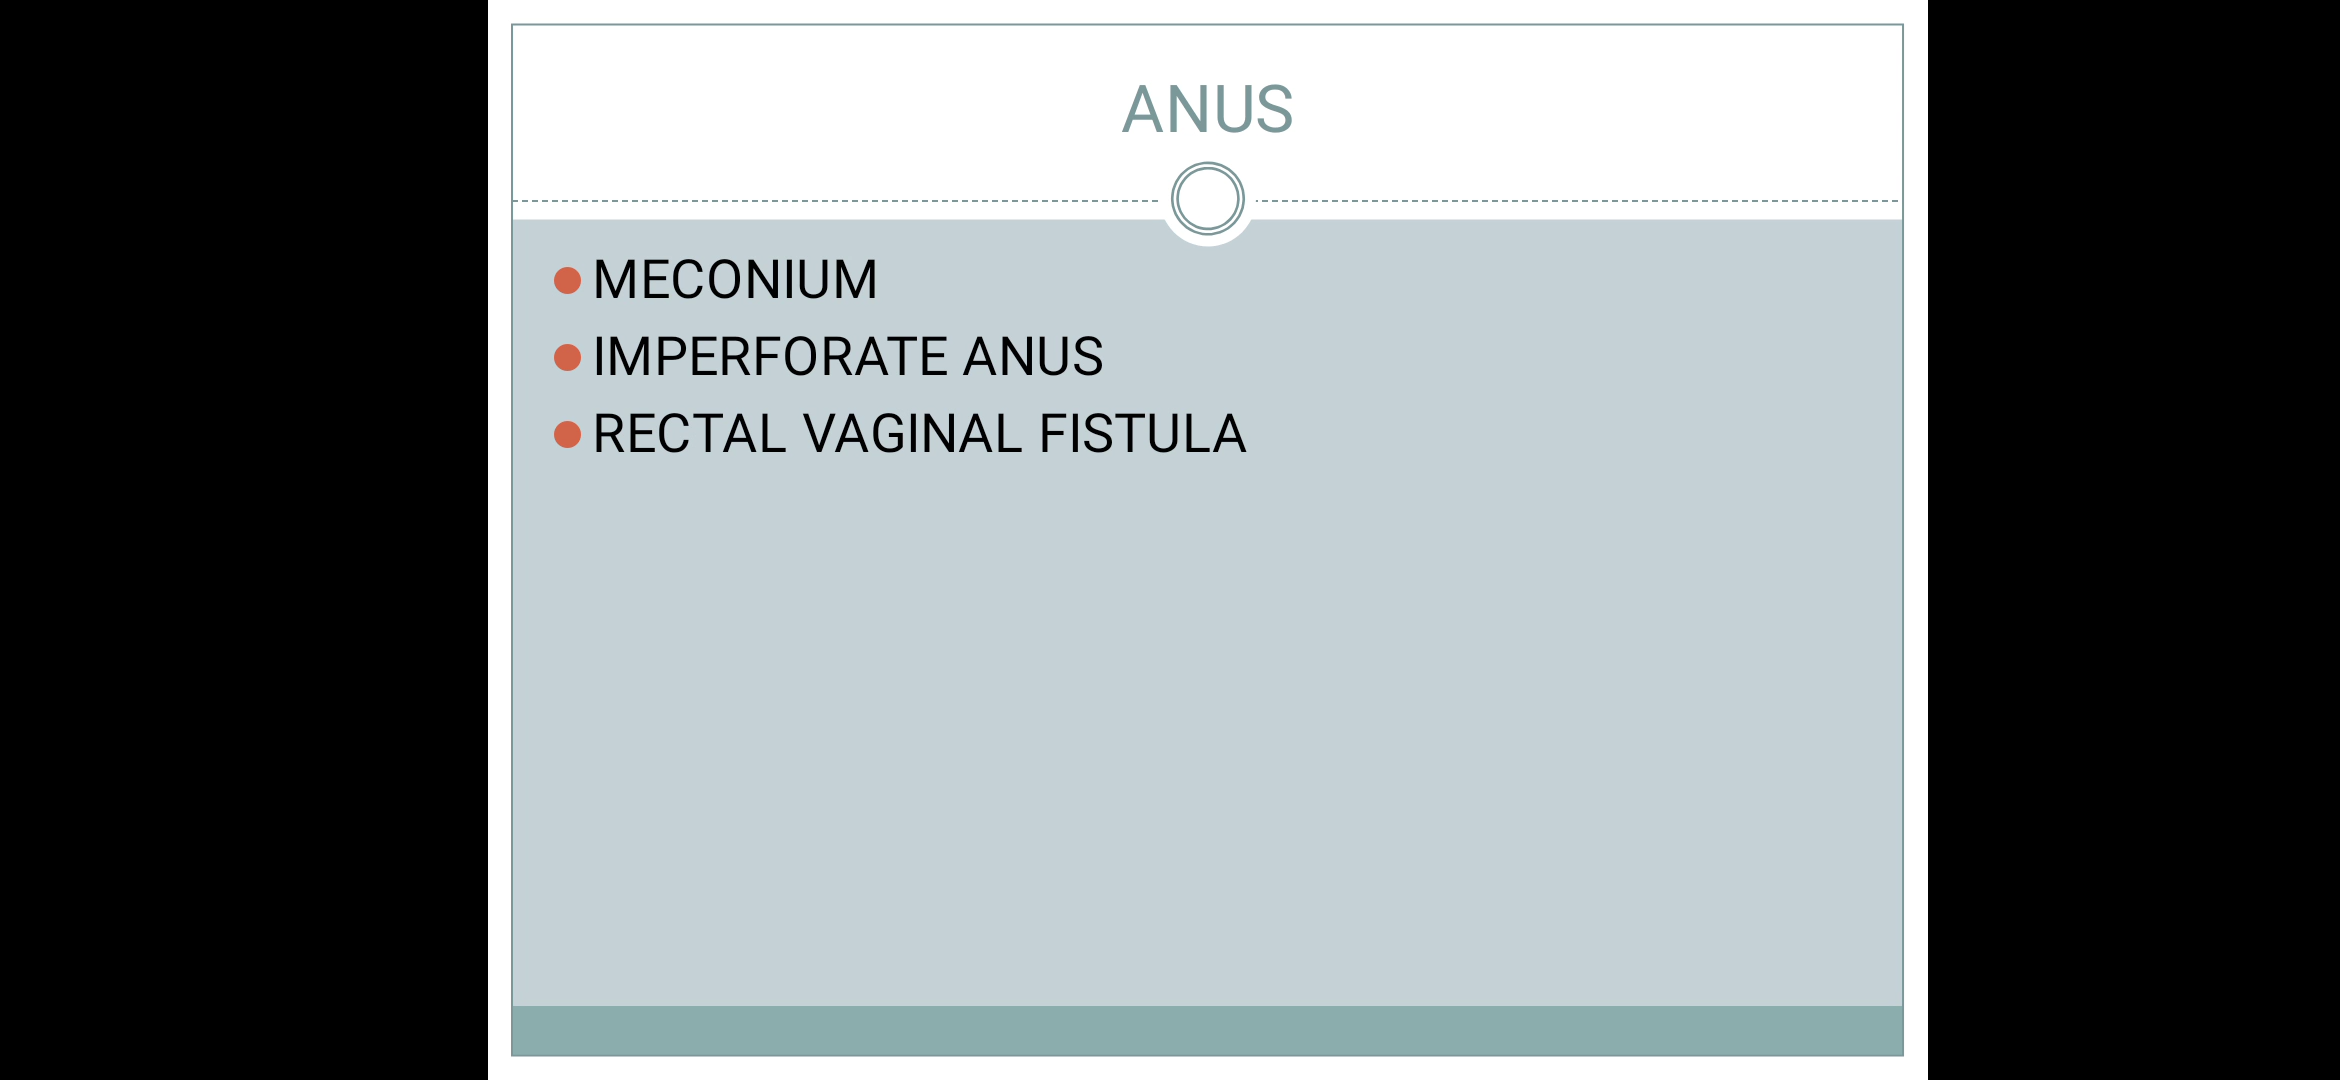 ANUS
MECONIUM
IMPERFORATE ANUS
RECTAL VAGINAL FISTULA